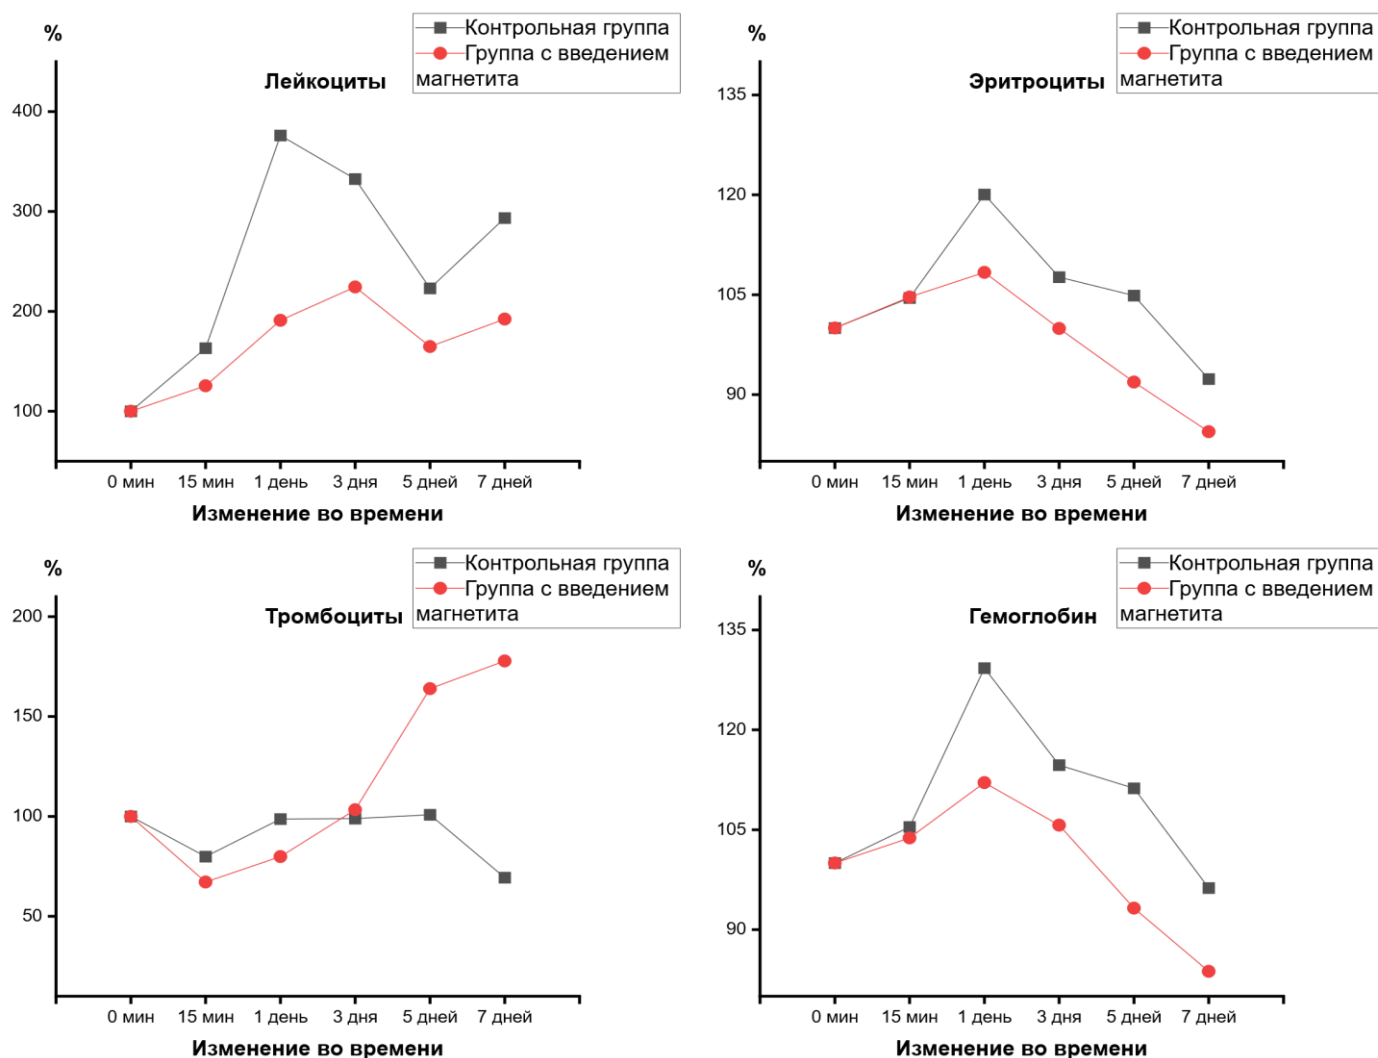 %
Контрольная группа
Группа с введением
магнетита
Лейкоциты
400
300
200
100
0 мин 15 мин 1 день 3 дня 5 дней 7 дней
Изменение во времени
%
Контрольная группа
Группа с введением
магнетита
Эритроциты
135
120
105
90
0 мин 15 мин 1 день 3 дня 5 дней 7 дней
Изменение во времени
%
Контрольная группа
Группа с введением
магнетита
Тромбоциты
200
150
100
50
0 мин 15 мин 1 день 3 дня 5 дней 7 дней
Изменение во времени
%
Контрольная группа
Группа с введением
магнетита
Гемоглобин
135
120
105
90
0 мин 15 мин 1 день 3 дня 5 дней 7 дней
Изменение во времени